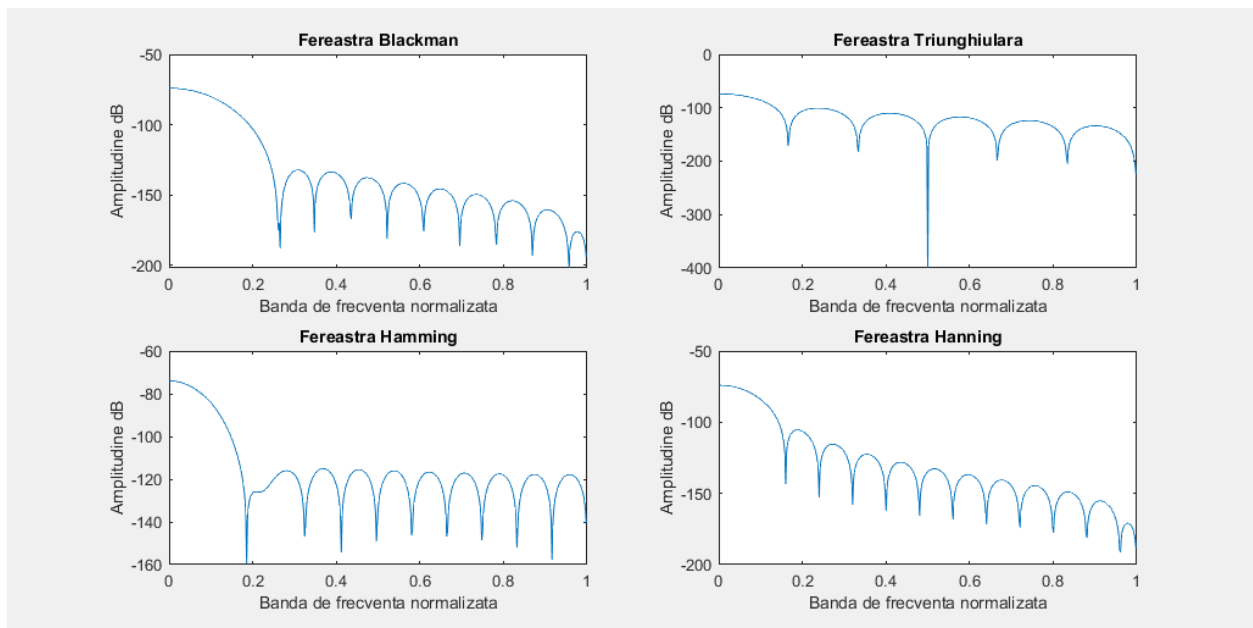 Fereastra Blackman
-50
-100
-150
-200
Amplitudine dB
0 0.2 0.4 0.6 0.8 1
Banda de frecventa normalizata
Fereastra Triunghiulara
0
-100
-200
-300
-400
Amplitudine dB
0 0.2 0.4 0.6 0.8 1
Banda de frecventa normalizata
Fereastra Hamming
-60
-80
-100
-120
-140
-160
Amplitudine dB
0 0.2 0.4 0.6 0.8 1
Banda de frecventa normalizata
Fereastra Hanning
-50
-100
-150
-200
Amplitudine dB
0 0.2 0.4 0.6 0.8 1
Banda de frecventa normalizata